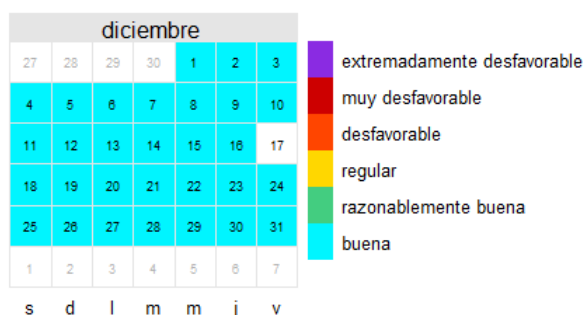 diciembre
27 28 29 30 1 2 3
4 5 6 7 8 9 10
11 12 13 14 15 16 17
18 19 20 21 22 23 24
25 26 27 28 29 30 31
1 2 3 4 5 6 7
s d l m m j v
extremadamente desfavorable
muy desfavorable
desfavorable
regular
razonablemente buena
buena